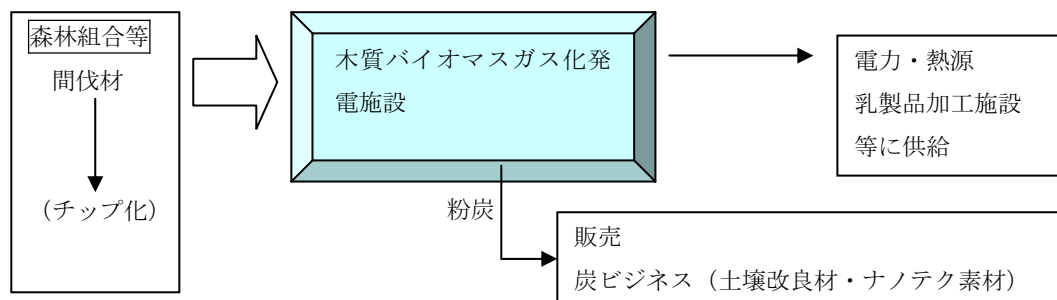 森林組合等
間伐材
（チップ化）
木質バイオマスガス化発
電施設
電力・熱源
乳製品加工施設
等に供給
粉炭
販売
炭ビジネス（土壌改良材・ナノテク素材）